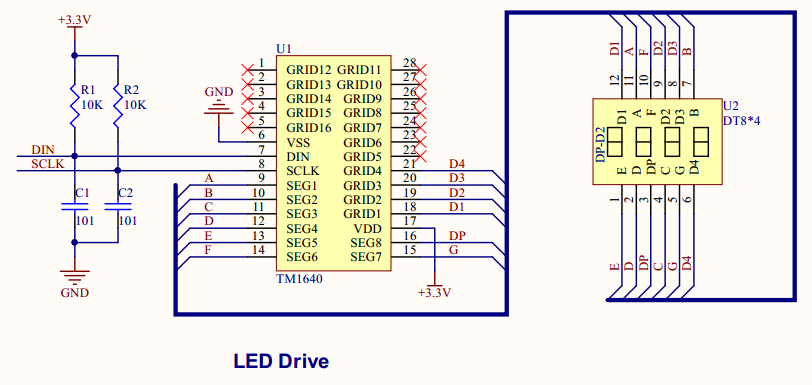 +3.3V
R1
10K
R2
10K
GND
DIN
SCLK
C1
101
C2
101
GND
U1
1 GRID12 GRID11 28
2 GRID13 GRID10 27
3 GRID14 GRID9 26
4 GRID15 GRID8 25
5 GRID16 GRID7 24
6 VSS GRID6 23
7 DIN GRID5 22
8 SCLK GRID4 21 D4
A 9 SEG1 GRID3 20 D3
B 10 SEG2 GRID2 19 D2
C 11 SEG3 GRID1 18 D1
D 12 SEG4 VDD 17
E 13 SEG5 SEG8 16 DP
F 14 SEG6 SEG7 15 G
TM1640
+3.3V
D1 A F D2 D3 B
12 11 10 9 8 7
U2
DT8*4
D1 A F D2 D3 B
DP-D2
E D DP C G D4
1 2 3 4 5 6
E D DP C G D4
LED Drive